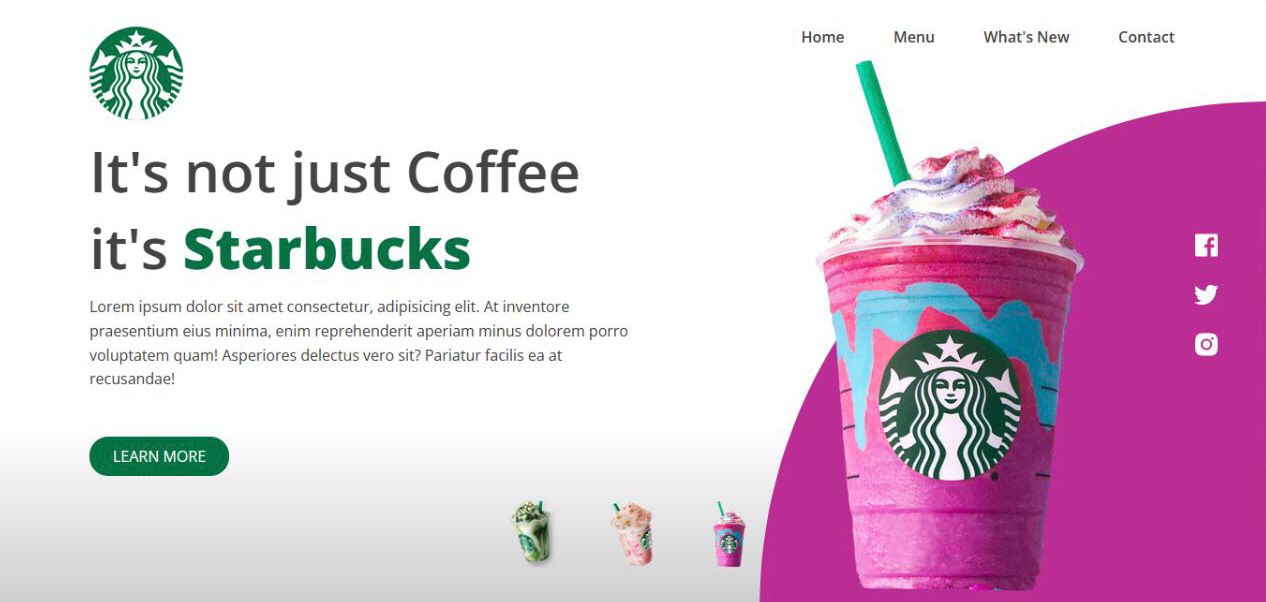 Home Menu What's New Contact
It's not just Coffee
it's Starbucks
Lorem ipsum dolor sit amet consectetur, adipisicing elit. At inventore
praesentium eius minima, enim reprehenderit aperiam minus dolorem porro
voluptatem quam! Asperiores delectus vero sit? Pariatur facilis ea at
recusandae!
LEARN MORE